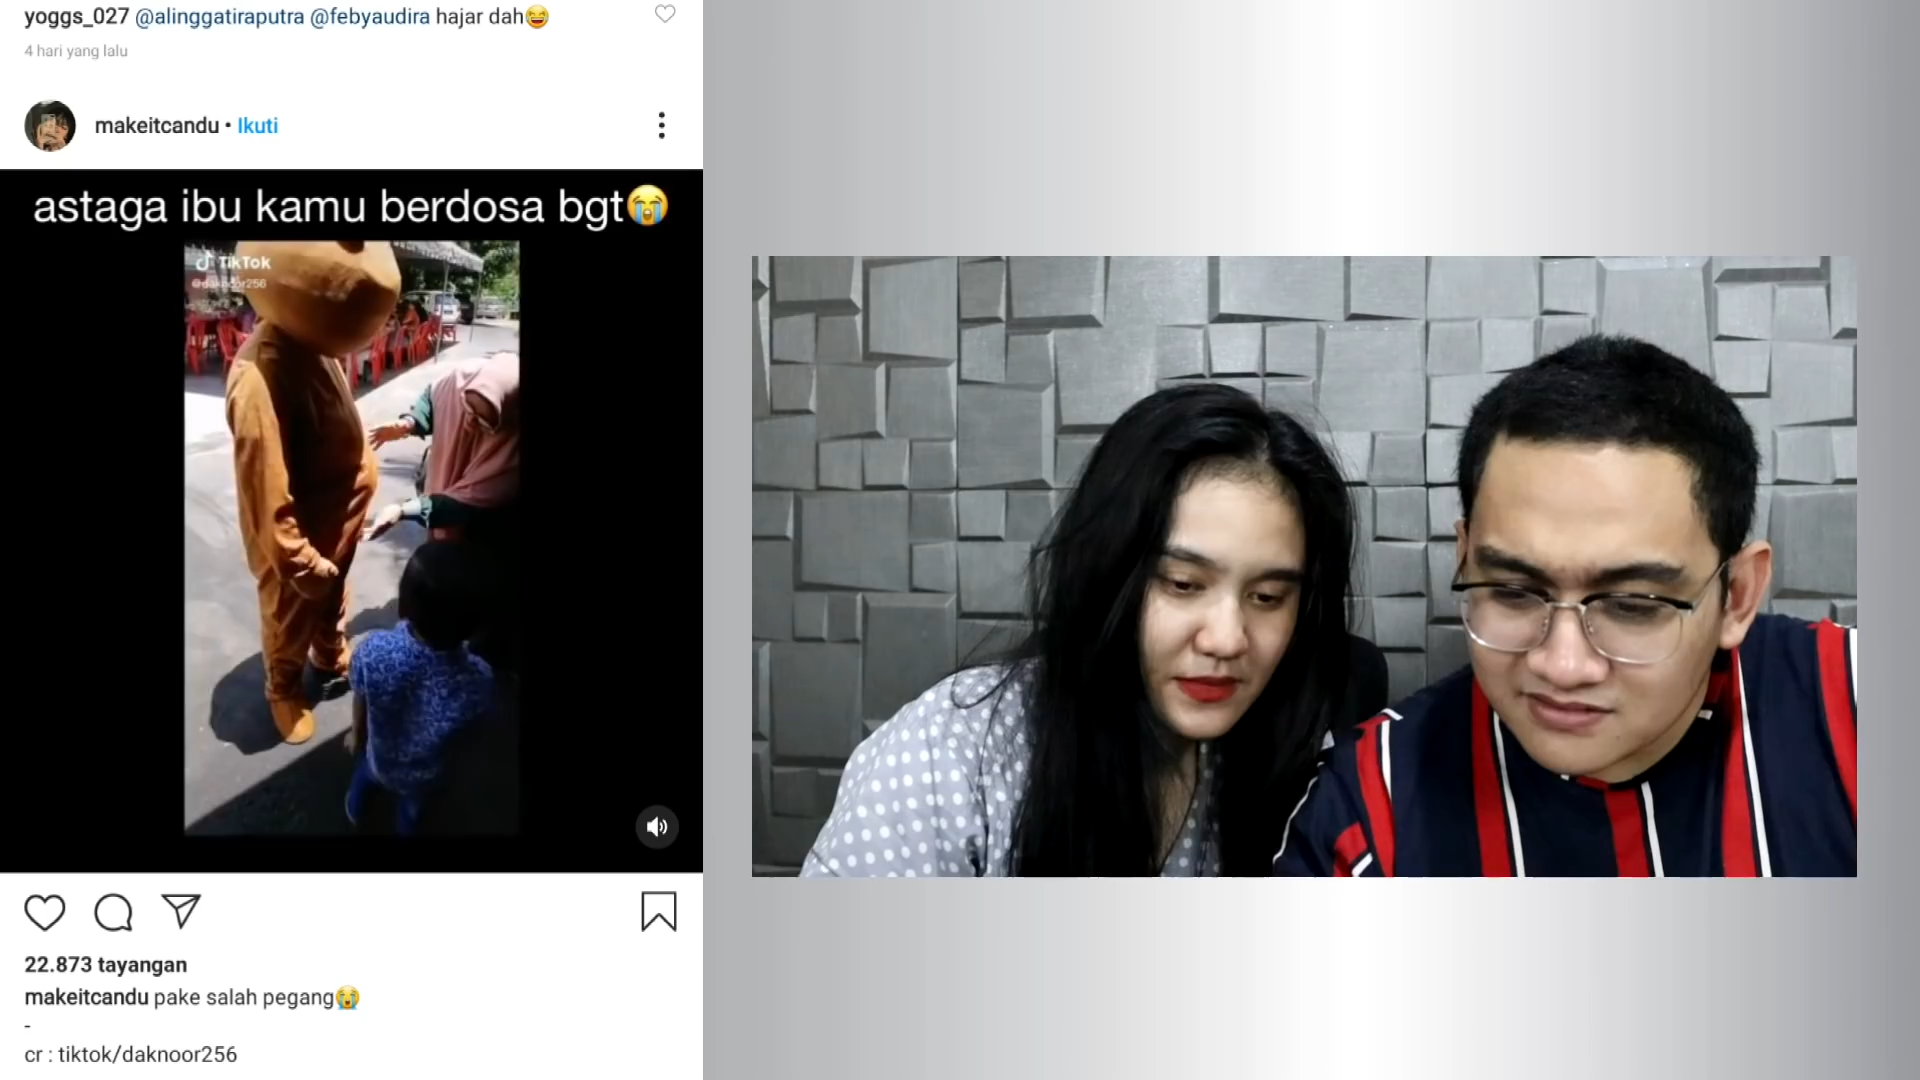 yoggs_027 @alinggatiraputra @febyaudira hajar dah😆
4 hari yang lalu
makeitcandu • Ikuti
astaga ibu kamu berdosa bgt😭
TikTok
@daknoor256
22.873 tayangan
makeitcandu pake salah pegang😭
-
cr : tiktok/daknoor256